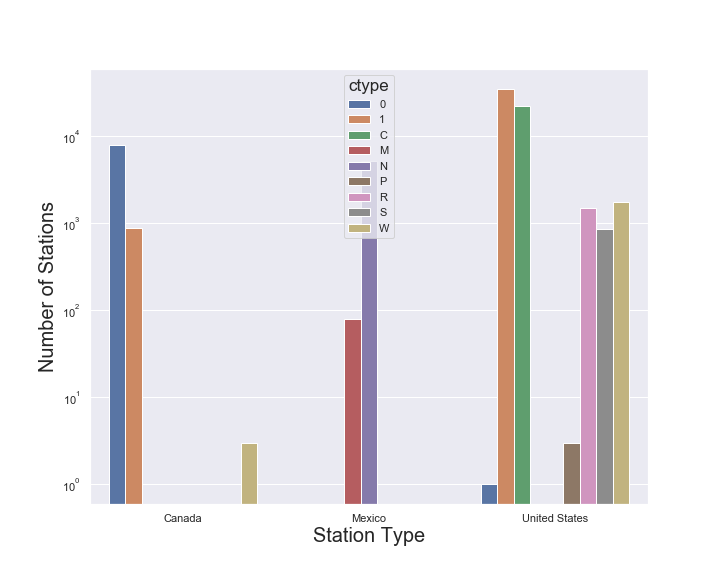 ctype
0
1
C
M
N
P
R
S
W
10⁴
10³
10²
10¹
10⁰
Number of Stations
Canada Mexico United States
Station Type